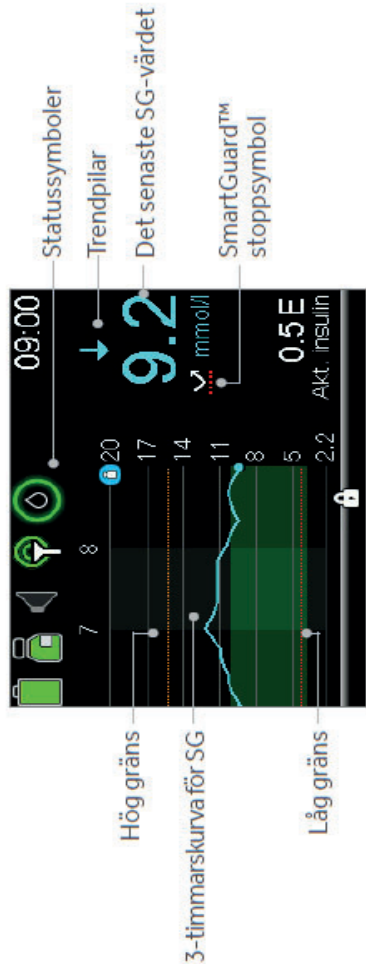 Statussymboler
Trendpilar
Det senaste SG-värdet
SmartGuard™
stoppsymbol
Hög gräns
3-timmarskurva för SG
Låg gräns
09:00
7
8
20
17
14
11
8
5
2.2
9.2
mmol/l
0.5 E
Akt. insulin